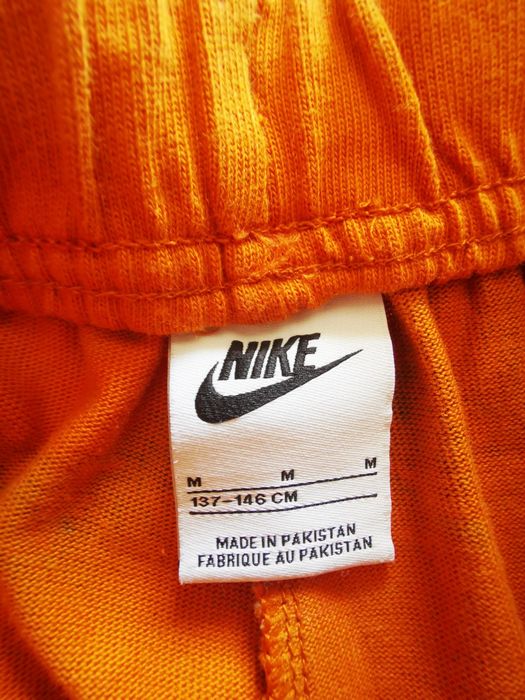 NIKE
M M M
137-146 CM
MADE IN PAKISTAN
FABRIQUE AU PAKISTAN